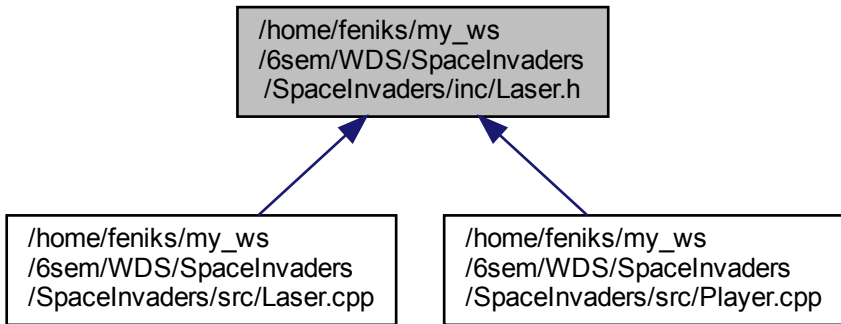 /home/feniks/my_ws
/6sem/WDS/SpaceInvaders
/SpaceInvaders/inc/Laser.h
/home/feniks/my_ws
/6sem/WDS/SpaceInvaders
/SpaceInvaders/src/Laser.cpp
/home/feniks/my_ws
/6sem/WDS/SpaceInvaders
/SpaceInvaders/src/Player.cpp